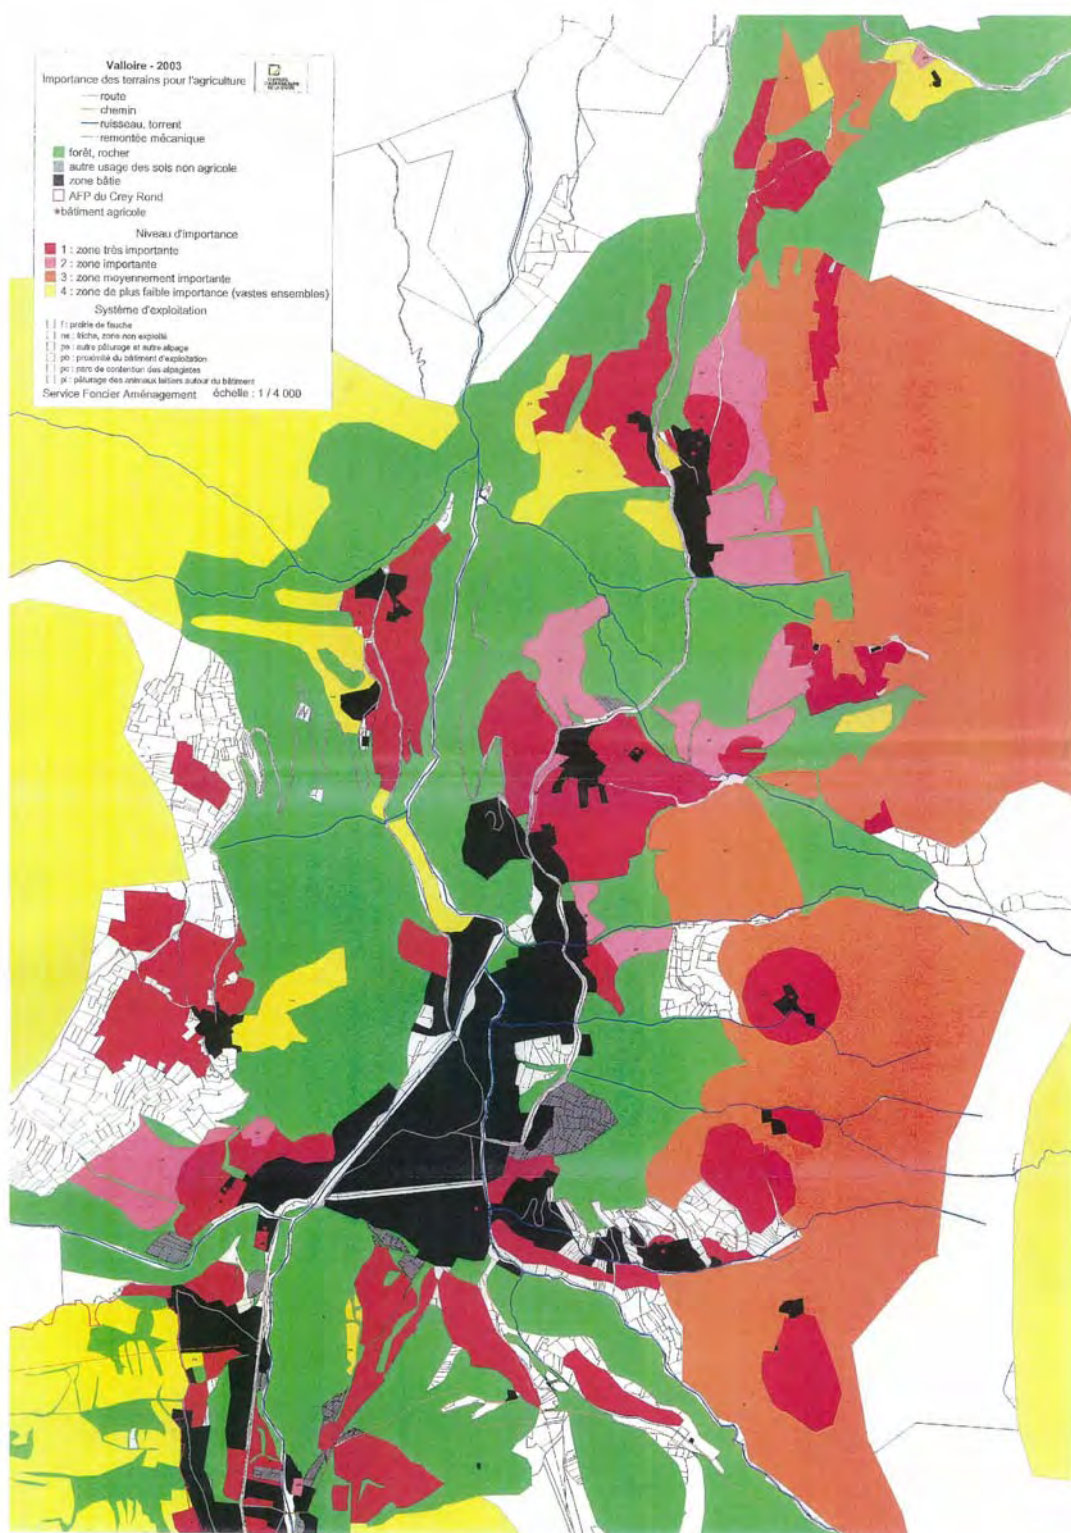 Valloire - 2003
Importance des terrains pour l'agriculture
route
chemin
ruisseau, torrent
remontée mécanique
forêt, rocher
autre usage des sols non agricole
zone bâtie
AFP du Crey Rond
*bâtiment agricole
Niveau d'importance
1 : zone très importante
2 : zone importante
3 : zone moyennement importante
4 : zone de plus faible importance (vastes ensembles)
Système d'exploitation
f : prairie de fauche
ne : friche, zone non exploité
pa : autre pâturage et autre alpage
pb : proximité du bâtiment d'exploitation
pc : parc de contention des alpagistes
pl : pâturage des animaux laitiers autour du bâtiment
Service Foncier Aménagement échelle : 1 / 4 000